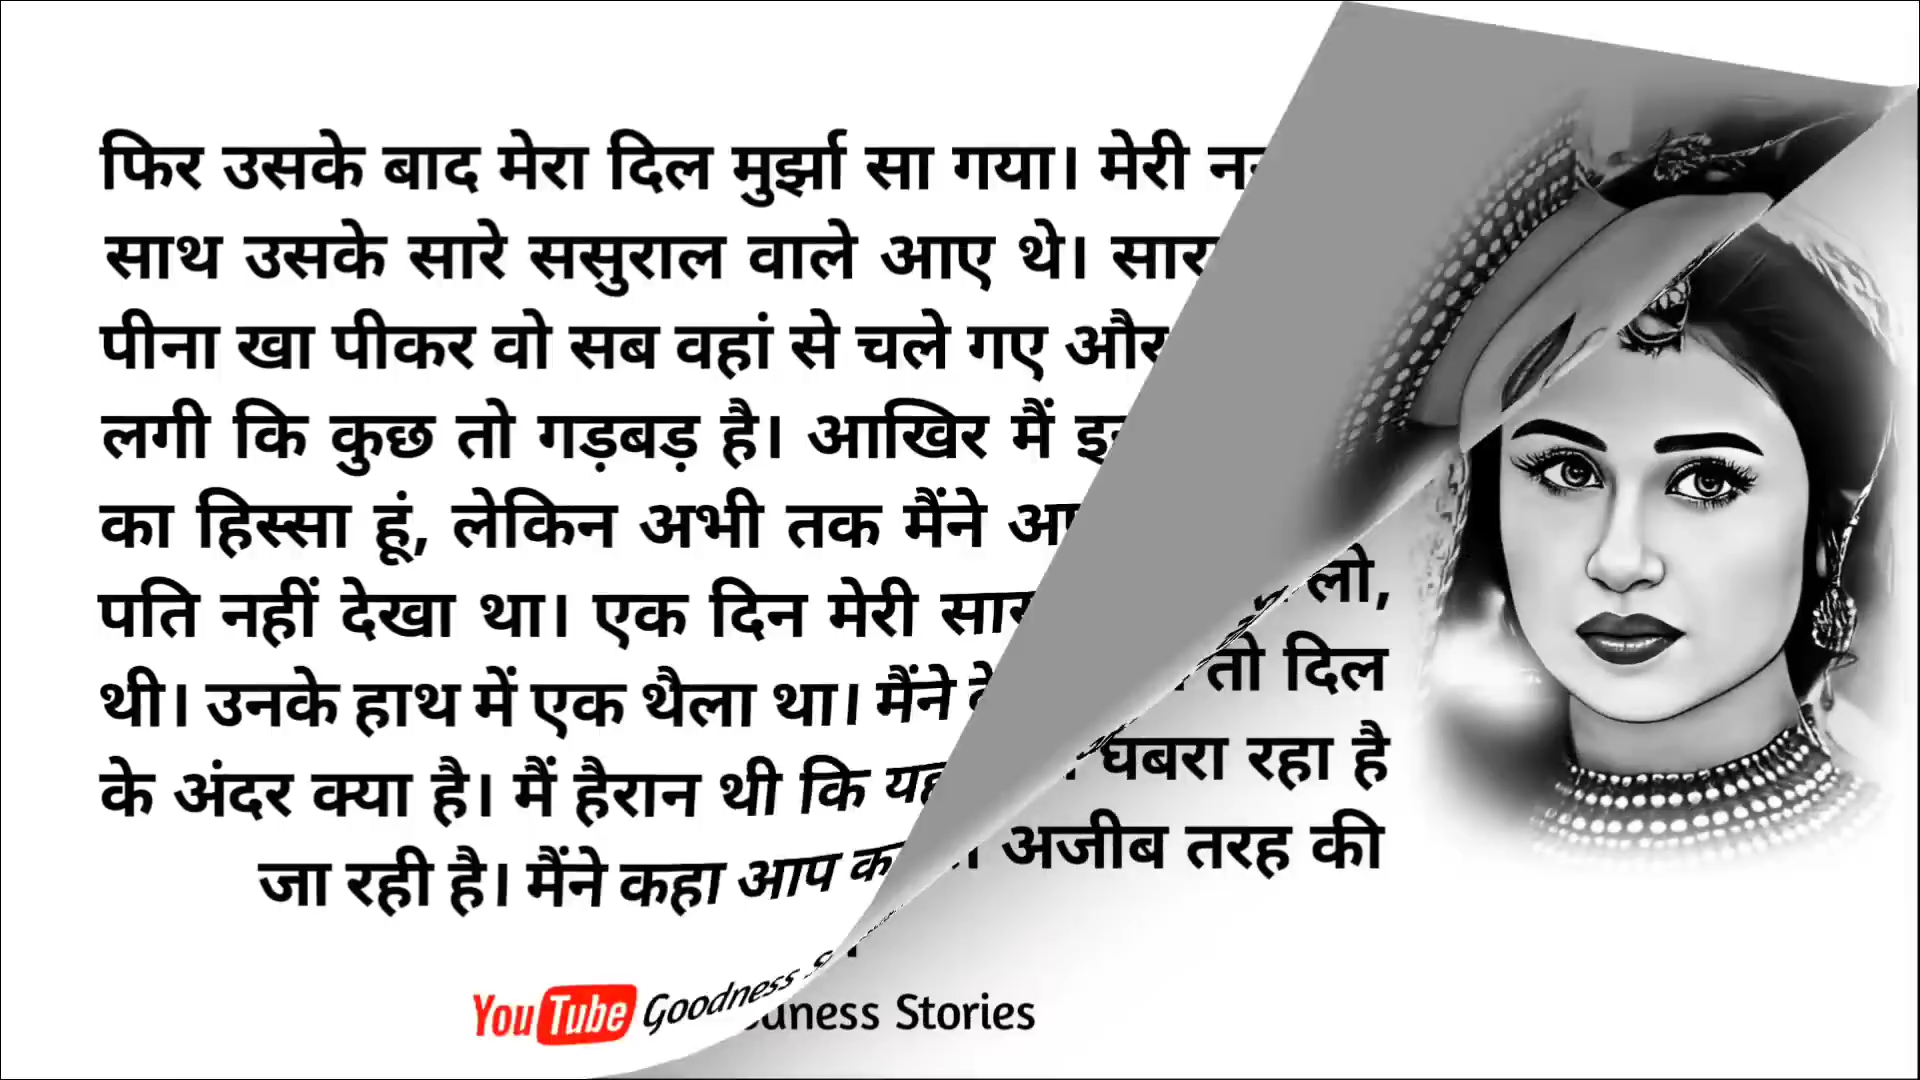 फिर उसके बाद मेरा दिल मुर्झा सा गया। मेरी
साथ उसके सारे ससुराल वाले आए थे।
पीना खा पीकर वो सब वहां से चले गए और
लगी कि कुछ तो गड़बड़ है। आखिर मैं
का हिस्सा हूं, लेकिन अभी तक मैंने
पति नहीं देखा था। एक दिन मेरी
थी। उनके हाथ में एक थैला था। मैंने
के अंदर क्या है। मैं हैरान थी कि
जा रही है। मैंने कहा आप
लो,
तो दिल
घबरा रहा है
अजीब तरह की
YouTube Goodness
Stories